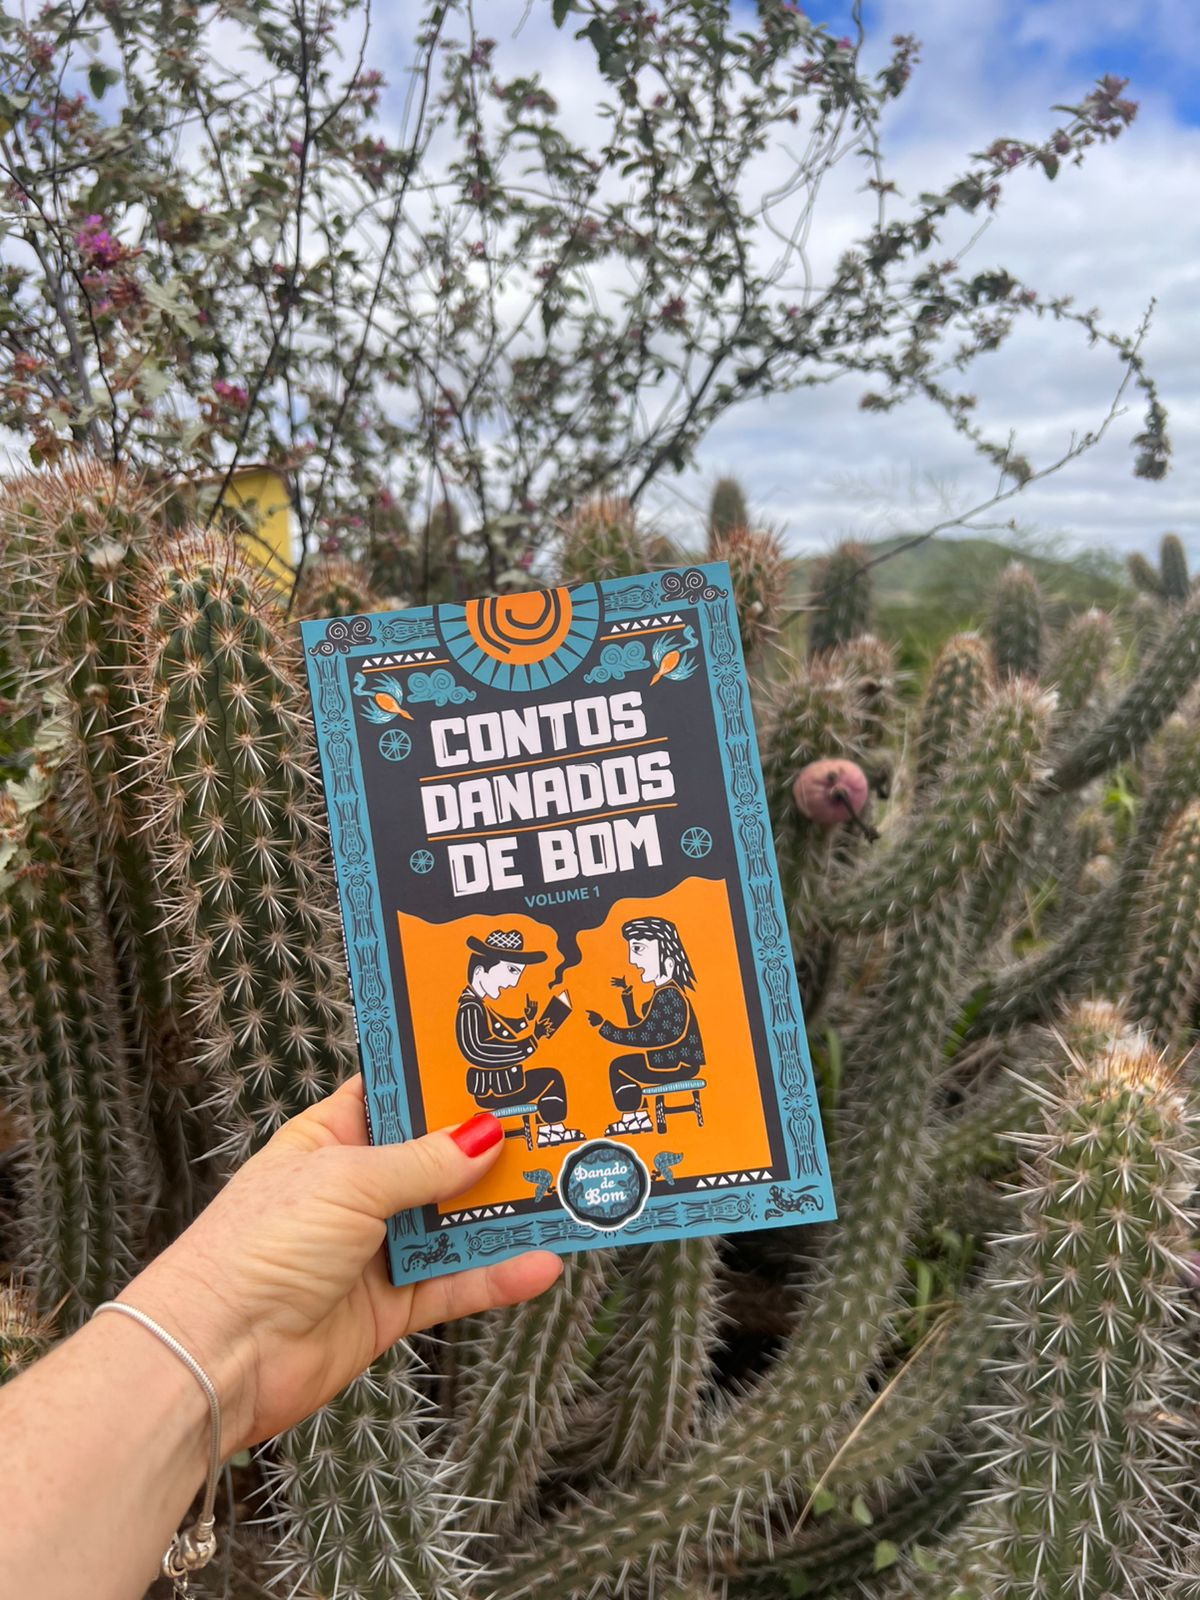 CONTOS
DANADOS
DE BOM
VOLUME 1
Danado
de
Bom